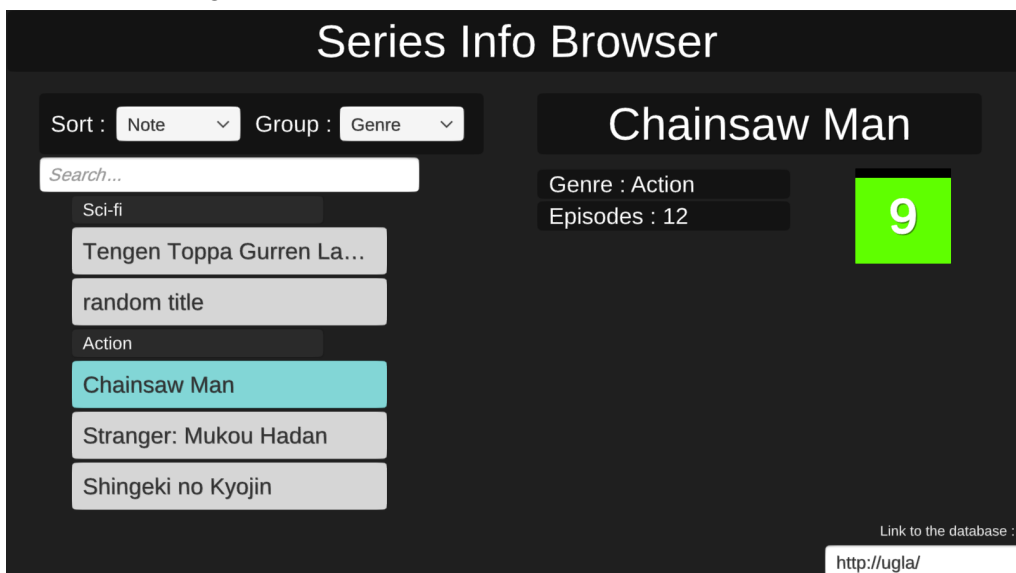 Series Info Browser
Sort : Note Group : Genre
Search...
Sci-fi
Tengen Toppa Gurren La...
random title
Action
Chainsaw Man
Stranger: Mukou Hadan
Shingeki no Kyojin
Chainsaw Man
Genre : Action
Episodes : 12
9
Link to the database :
http://ugla/